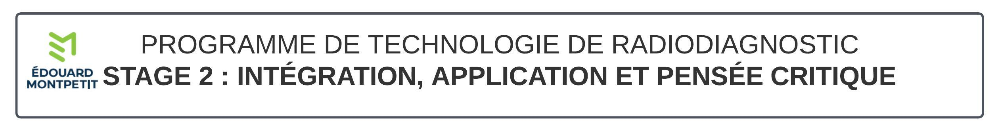 PROGRAMME DE TECHNOLOGIE DE RADIODIAGNOSTIC
ÉDOUARD
MONTPETIT
STAGE 2 : INTÉGRATION, APPLICATION ET PENSÉE CRITIQUE